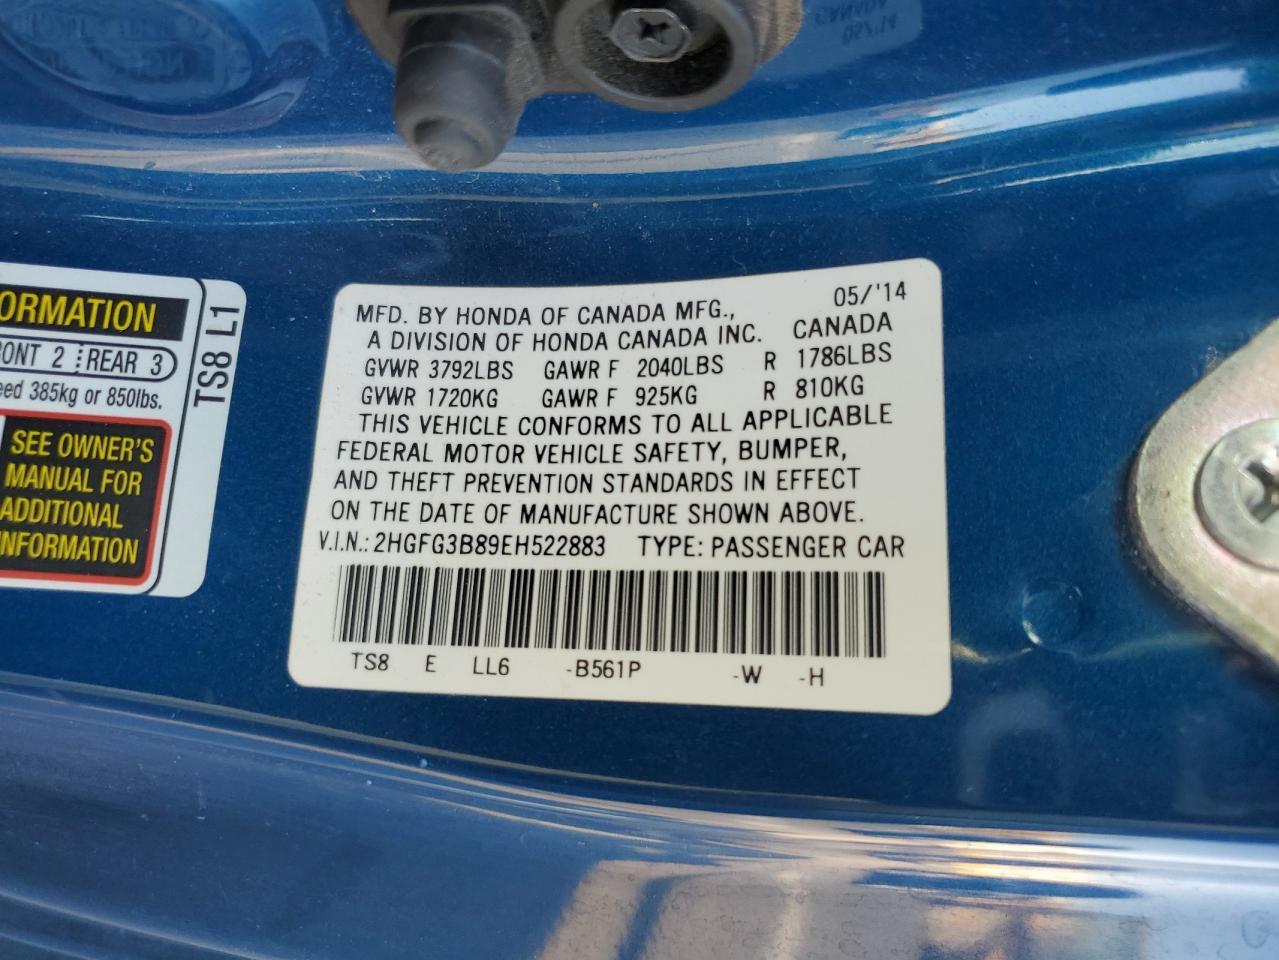 ORMATION
RONT 2 REAR 3
eed 385kg or 850lbs.
SEE OWNER'S
MANUAL FOR
ADDITIONAL
INFORMATION
TS8 L1
MFD. BY HONDA OF CANADA MFG., 05/'14
A DIVISION OF HONDA CANADA INC. CANADA
GVWR 3792LBS GAWR F 2040LBS R 1786LBS
GVWR 1720KG GAWR F 925KG R 810KG
THIS VEHICLE CONFORMS TO ALL APPLICABLE
FEDERAL MOTOR VEHICLE SAFETY, BUMPER,
AND THEFT PREVENTION STANDARDS IN EFFECT
ON THE DATE OF MANUFACTURE SHOWN ABOVE.
V.I.N.: 2HGFG3B89EH522883 TYPE: PASSENGER CAR
TS8 E LL6 -B561P -W -H
CANADA
05/'14